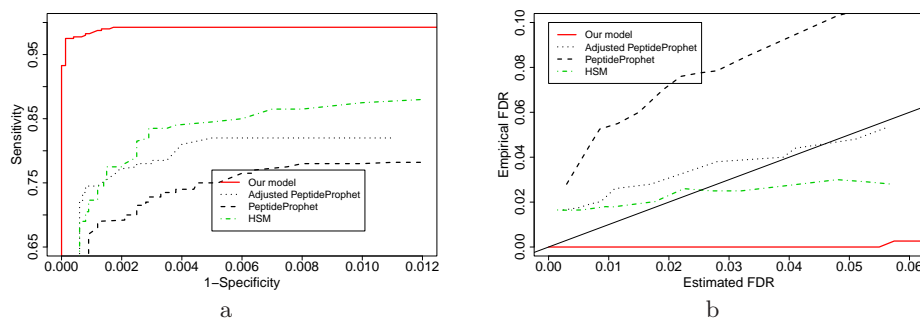 0.95
0.85
0.75
0.65
Sensitivity
Our model
Adjusted PeptideProphet
PeptideProphet
HSM
0.000 0.002 0.004 0.006 0.008 0.010 0.012
1−Specificity
a
0.10
0.08
0.06
0.04
0.02
0.00
Empirical FDR
Our model
Adjusted PeptideProphet
PeptideProphet
HSM
0.00 0.01 0.02 0.03 0.04 0.05 0.06
Estimated FDR
b